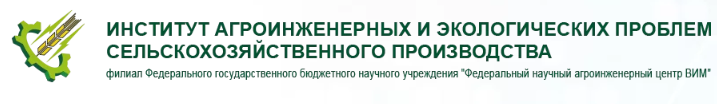 ИНСТИТУТ АГРОИНЖЕНЕРНЫХ И ЭКОЛОГИЧЕСКИХ ПРОБЛЕМ
СЕЛЬСКОХОЗЯЙСТВЕННОГО ПРОИЗВОДСТВА
филиал Федерального государственного бюджетного научного учреждения "Федеральный научный агроинженерный центр ВИМ"